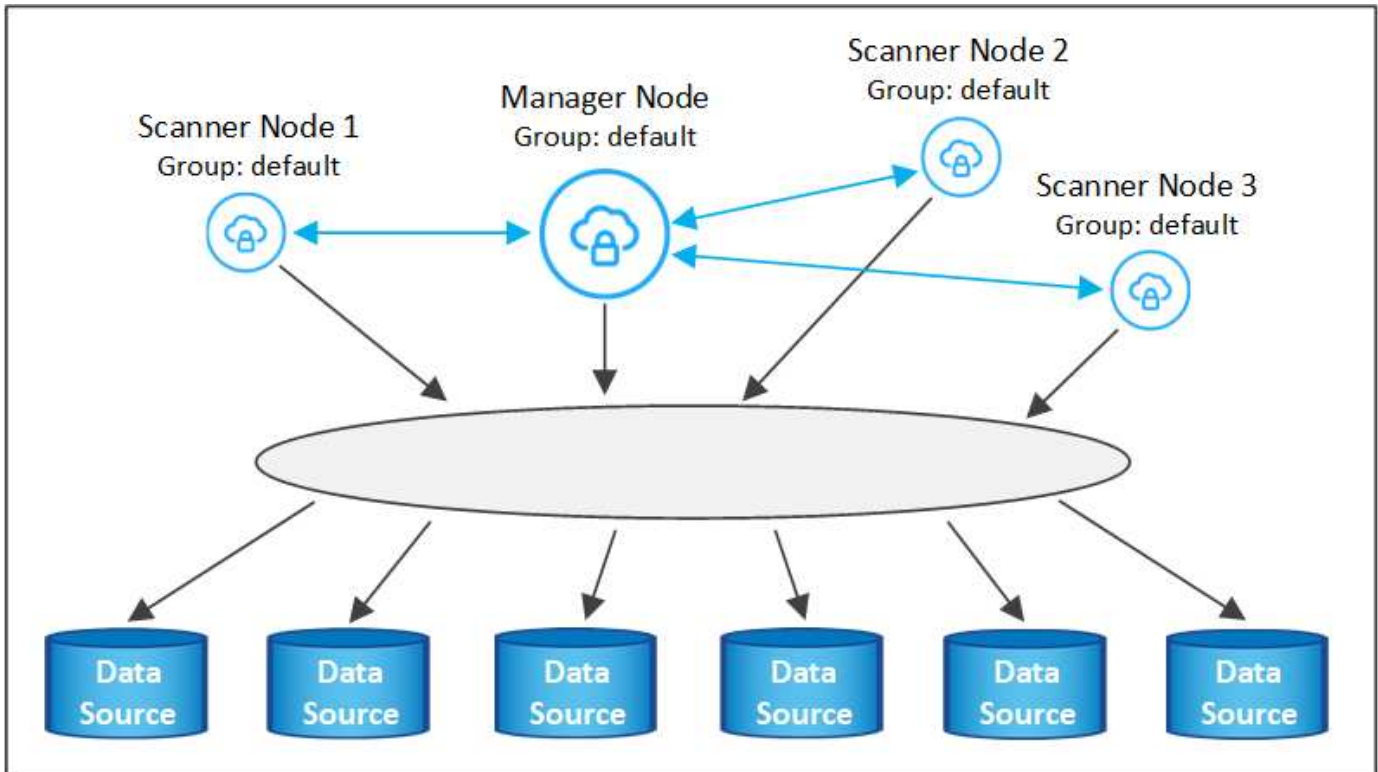 Scanner Node 2
Group: default
Manager Node
Group: default
Scanner Node 1
Group: default
Scanner Node 3
Group: default
Data
Source
Data
Source
Data
Source
Data
Source
Data
Source
Data
Source